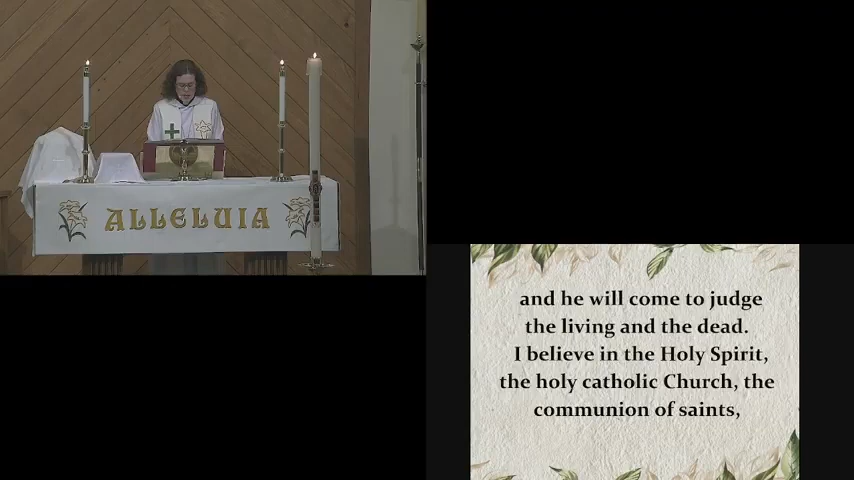 ALLELUIA
and he will come to judge
the living and the dead.
I believe in the Holy Spirit,
the holy catholic Church, the
communion of saints,